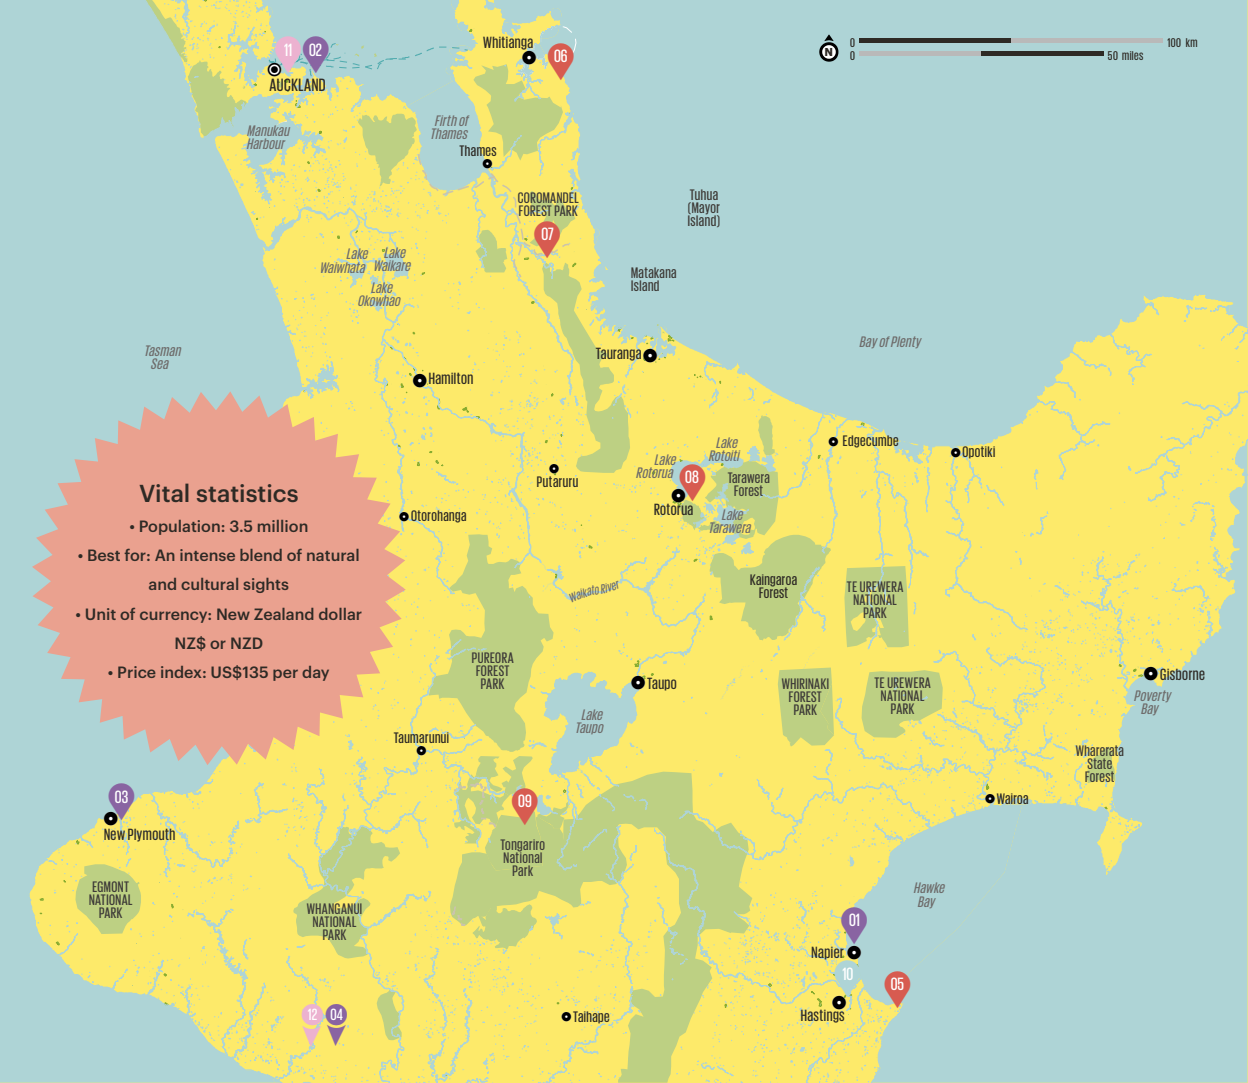 11
02
AUCKLAND
Whitianga
06
0
100 km
N
0
50 miles
Manukau
Harbour
Firth of
Thames
Thames
COROMANDEL
FOREST PARK
07
Tuhua
(Mayor
Island)
Lake
Waiwhata
Lake
Waikare
Lake
Okowhao
Matakana
Island
Tasman
Sea
Bay of Plenty
Tauranga
Hamilton
Lake
Rotoiti
Edgecumbe
Opotiki
Lake
Rotorua
08
Putaruru
Tarawera
Forest
Rotorua
Lake
Tarawera
Otorohanga
Vital statistics
• Population: 3.5 million
• Best for: An intense blend of natural
and cultural sights
• Unit of currency: New Zealand dollar
NZ$ or NZD
• Price index: US$135 per day
Waikato River
Kaingaroa
Forest
TE UREWERA
NATIONAL
PARK
PUREORA
FOREST
PARK
Taupo
WHIRINAKI
FOREST
PARK
TE UREWERA
NATIONAL
PARK
Gisborne
Poverty
Bay
Lake
Taupo
Taumarunui
Wharerata
State
Forest
03
New Plymouth
09
Wairoa
Tongariro
National
Park
EGMONT
NATIONAL
PARK
WHANGANUI
NATIONAL
PARK
Hawke
Bay
01
Napier
10
05
Hastings
12
04
Taihape